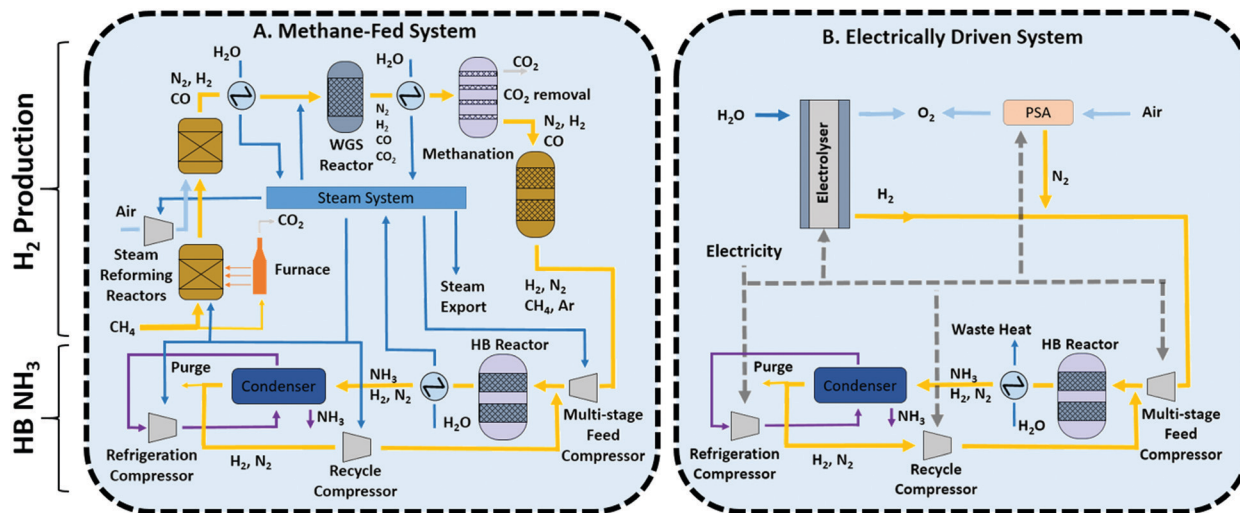 A. Methane-Fed System
H₂O
H₂O
CO₂
N₂, H₂
CO
CO₂ removal
N₂
H₂
CO
CO₂
N₂, H₂
CO
WGS
Reactor
Methanation
Steam System
Air
CO₂
Steam
Reforming
Reactors
Furnace
Steam
Export
H₂, N₂
CH₄, Ar
CH₄
H₂ Production
HB Reactor
Purge
Condenser
NH₃
H₂, N₂
NH₃
H₂O
Multi-stage
Feed
Compressor
Refrigeration
Compressor
H₂, N₂
Recycle
Compressor
HB NH₃
B. Electrically Driven System
H₂O
Electrolyser
O₂
PSA
Air
N₂
H₂
Electricity
Waste Heat
HB Reactor
Purge
Condenser
NH₃
H₂, N₂
NH₃
H₂O
Multi-stage
Feed
Compressor
Refrigeration
Compressor
H₂, N₂
Recycle
Compressor